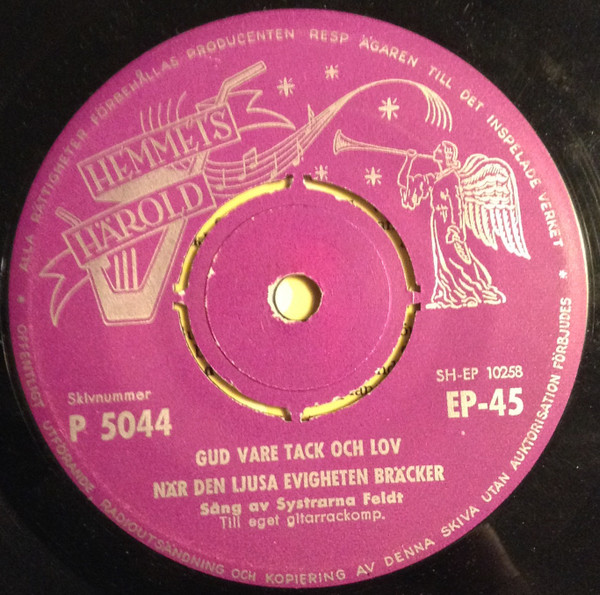 * ALLA RÄTTIGHETER FÖRBEHÅLLAS PRODUCENTEN RESP ÄGAREN TILL DET INSPELADE VERKET *
HEMMETS
HÄROLD
Skivnummer
P 5044
SH-EP 10258
EP-45
GUD VARE TACK OCH LOV
NÄR DEN LJUSA EVIGHETEN BRÄCKER
Sång av Systrarna Feldt
Till eget gitarrackomp.
OFFENTLIGT UTFÖRANDE RADIOUTSÄNDNING OCH KOPIERING AV DENNA SKIVA UTAN AUKTORISATION FÖRBJUDES